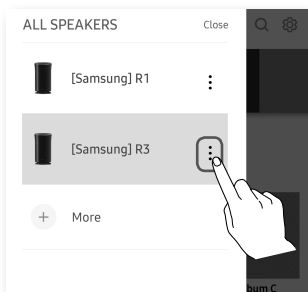 ALL SPEAKERS Close
[Samsung] R1
[Samsung] R3
More
bum C